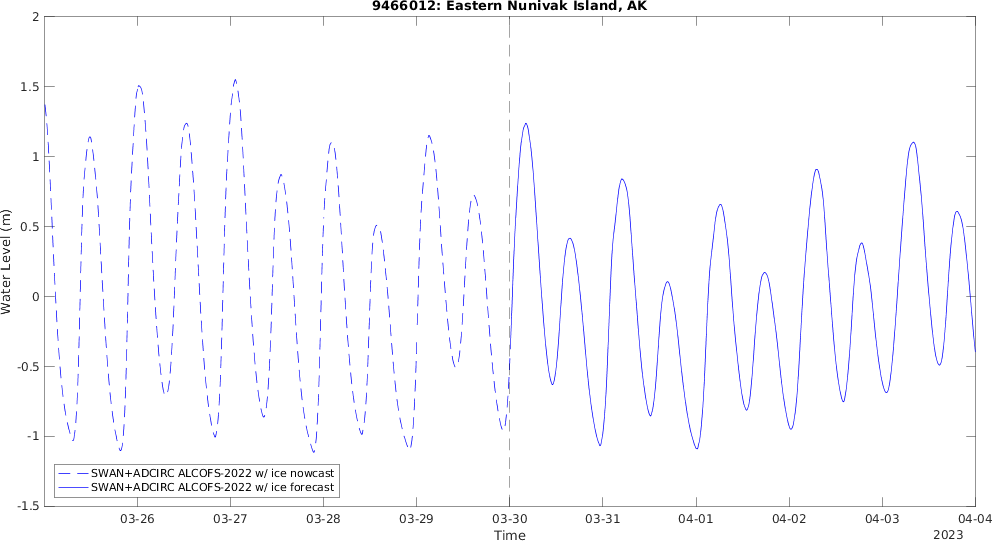 9466012: Eastern Nunivak Island, AK
2
1.5
1
0.5
0
-0.5
-1
-1.5
Water Level (m)
SWAN+ADCIRC ALCOFS-2022 w/ ice nowcast
SWAN+ADCIRC ALCOFS-2022 w/ ice forecast
03-26 03-27 03-28 03-29 03-30 03-31 04-01 04-02 04-03 04-04
Time
2023